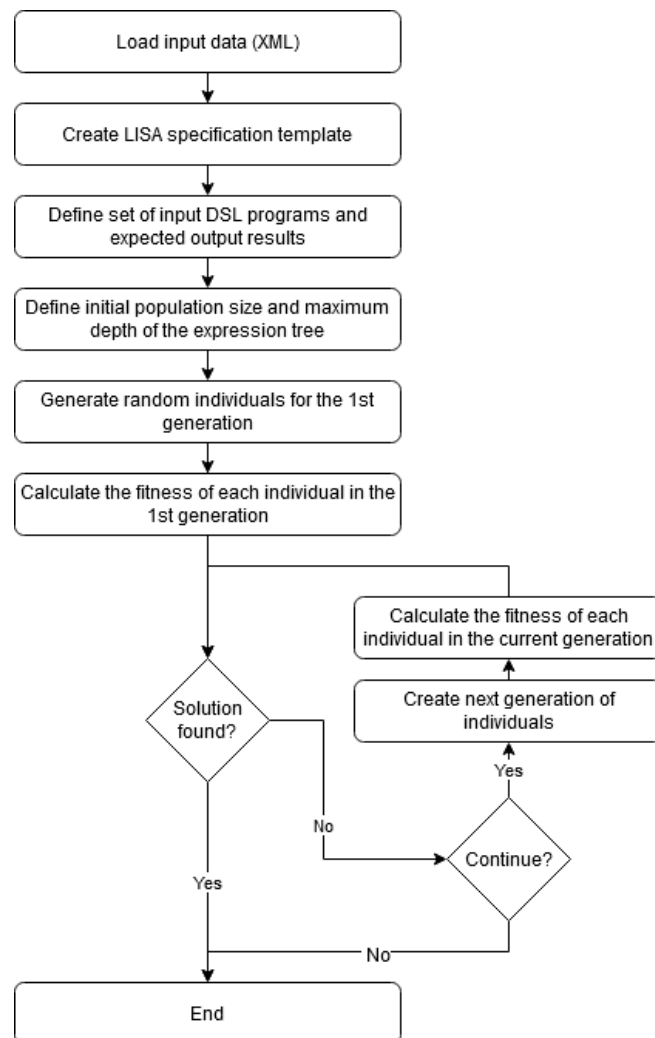 Load input data (XML)
Create LISA specification template
Define set of input DSL programs and
expected output results
Define initial population size and maximum
depth of the expression tree
Generate random individuals for the 1st
generation
Calculate the fitness of each individual in the
1st generation
Calculate the fitness of each
individual in the current generation
Create next generation of
individuals
Solution
found?
Yes
No
Continue?
Yes
No
End